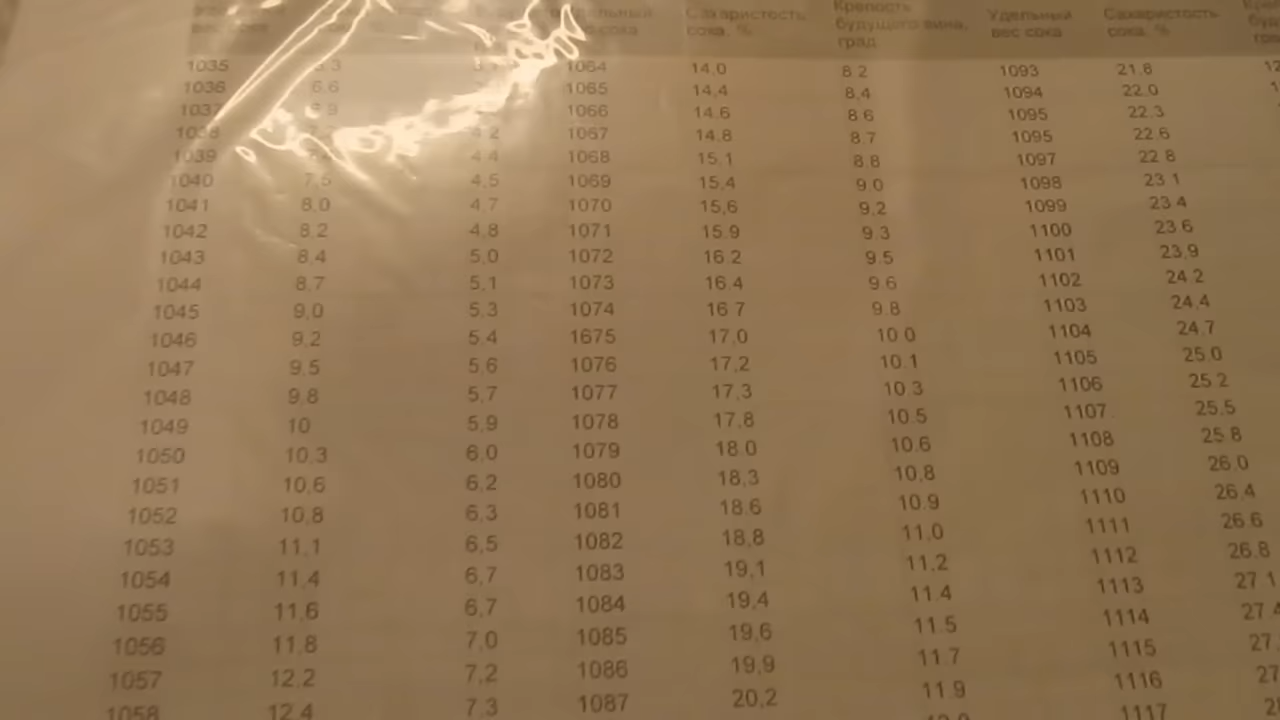 Удельный Сахаристость Крепость Удельный Сахаристость
вес сока сока сока, % будущего вина, вес сока сока, %
град
1035 1064 14,0 8.2 1093 21.8
1036 6,6 1065 14,4 8,4 1094 22.0
1037 1066 14.6 8 6 1095 22.3
1038 4 2 1067 14.8 8.7 1095 22.6
1039 4 4 1068 15.1 8.8 1097 22 8
1040 7,5 4,5 1069 15,4 9 0 1098 23 1
1041 8,0 4,7 1070 15,6 9,2 1099 23 4
1042 8.2 4,8 1071 15.9 9.3 1100 23 6
1043 8,4 5,0 1072 16.2 9.5 1101 23,9
1044 8,7 5,1 1073 16.4 9 6 1102 24.2
1045 9,0 5,3 1074 16 7 9.8 1103 24,4
1046 9,2 5.4 1675 17,0 10 0 1104 24,7
1047 9,5 5.6 1076 17,2 10.1 1105 25.0
1048 9.8 5,7 1077 17,3 10.3 1106 25 2
1049 10 5,9 1078 17,8 10.5 1107 25.5
1050 10,3 6,0 1079 18.0 10.6 1108 25 8
1051 10,6 6,2 1080 18,3 10,8 1109 26,0
1052 10,8 6,3 1081 18.6 10.9 1110 26,4
1053 11,1 6,5 1082 18,8 11,0 1111 26 6
1054 11,4 6,7 1083 19,1 11,2 1112 26,8
1055 11,6 6,7 1084 19,4 11.4 1113 27 1
1056 11.8 7,0 1085 19,6 11.5 1114
1057 12,2 7,2 1086 19,9 11.7 1115
1058 12,4 7,3 1087 20,2 11 9 1116
1117